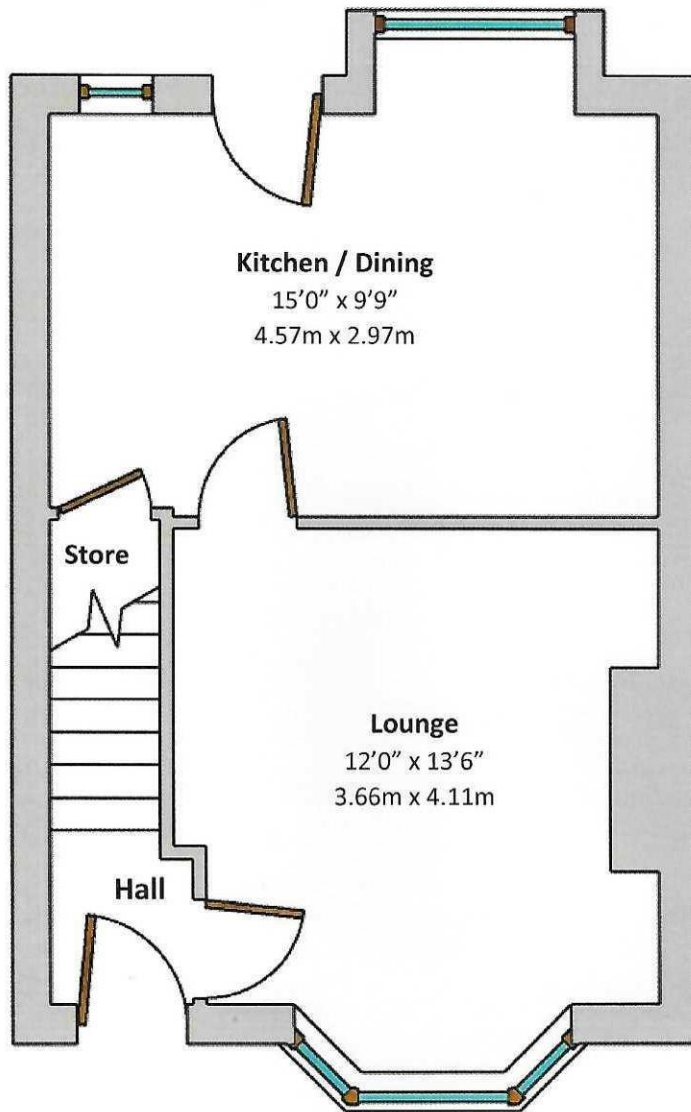 Kitchen / Dining
15’0” x 9’9”
4.57m x 2.97m
Store
Lounge
12’0” x 13’6”
3.66m x 4.11m
Hall